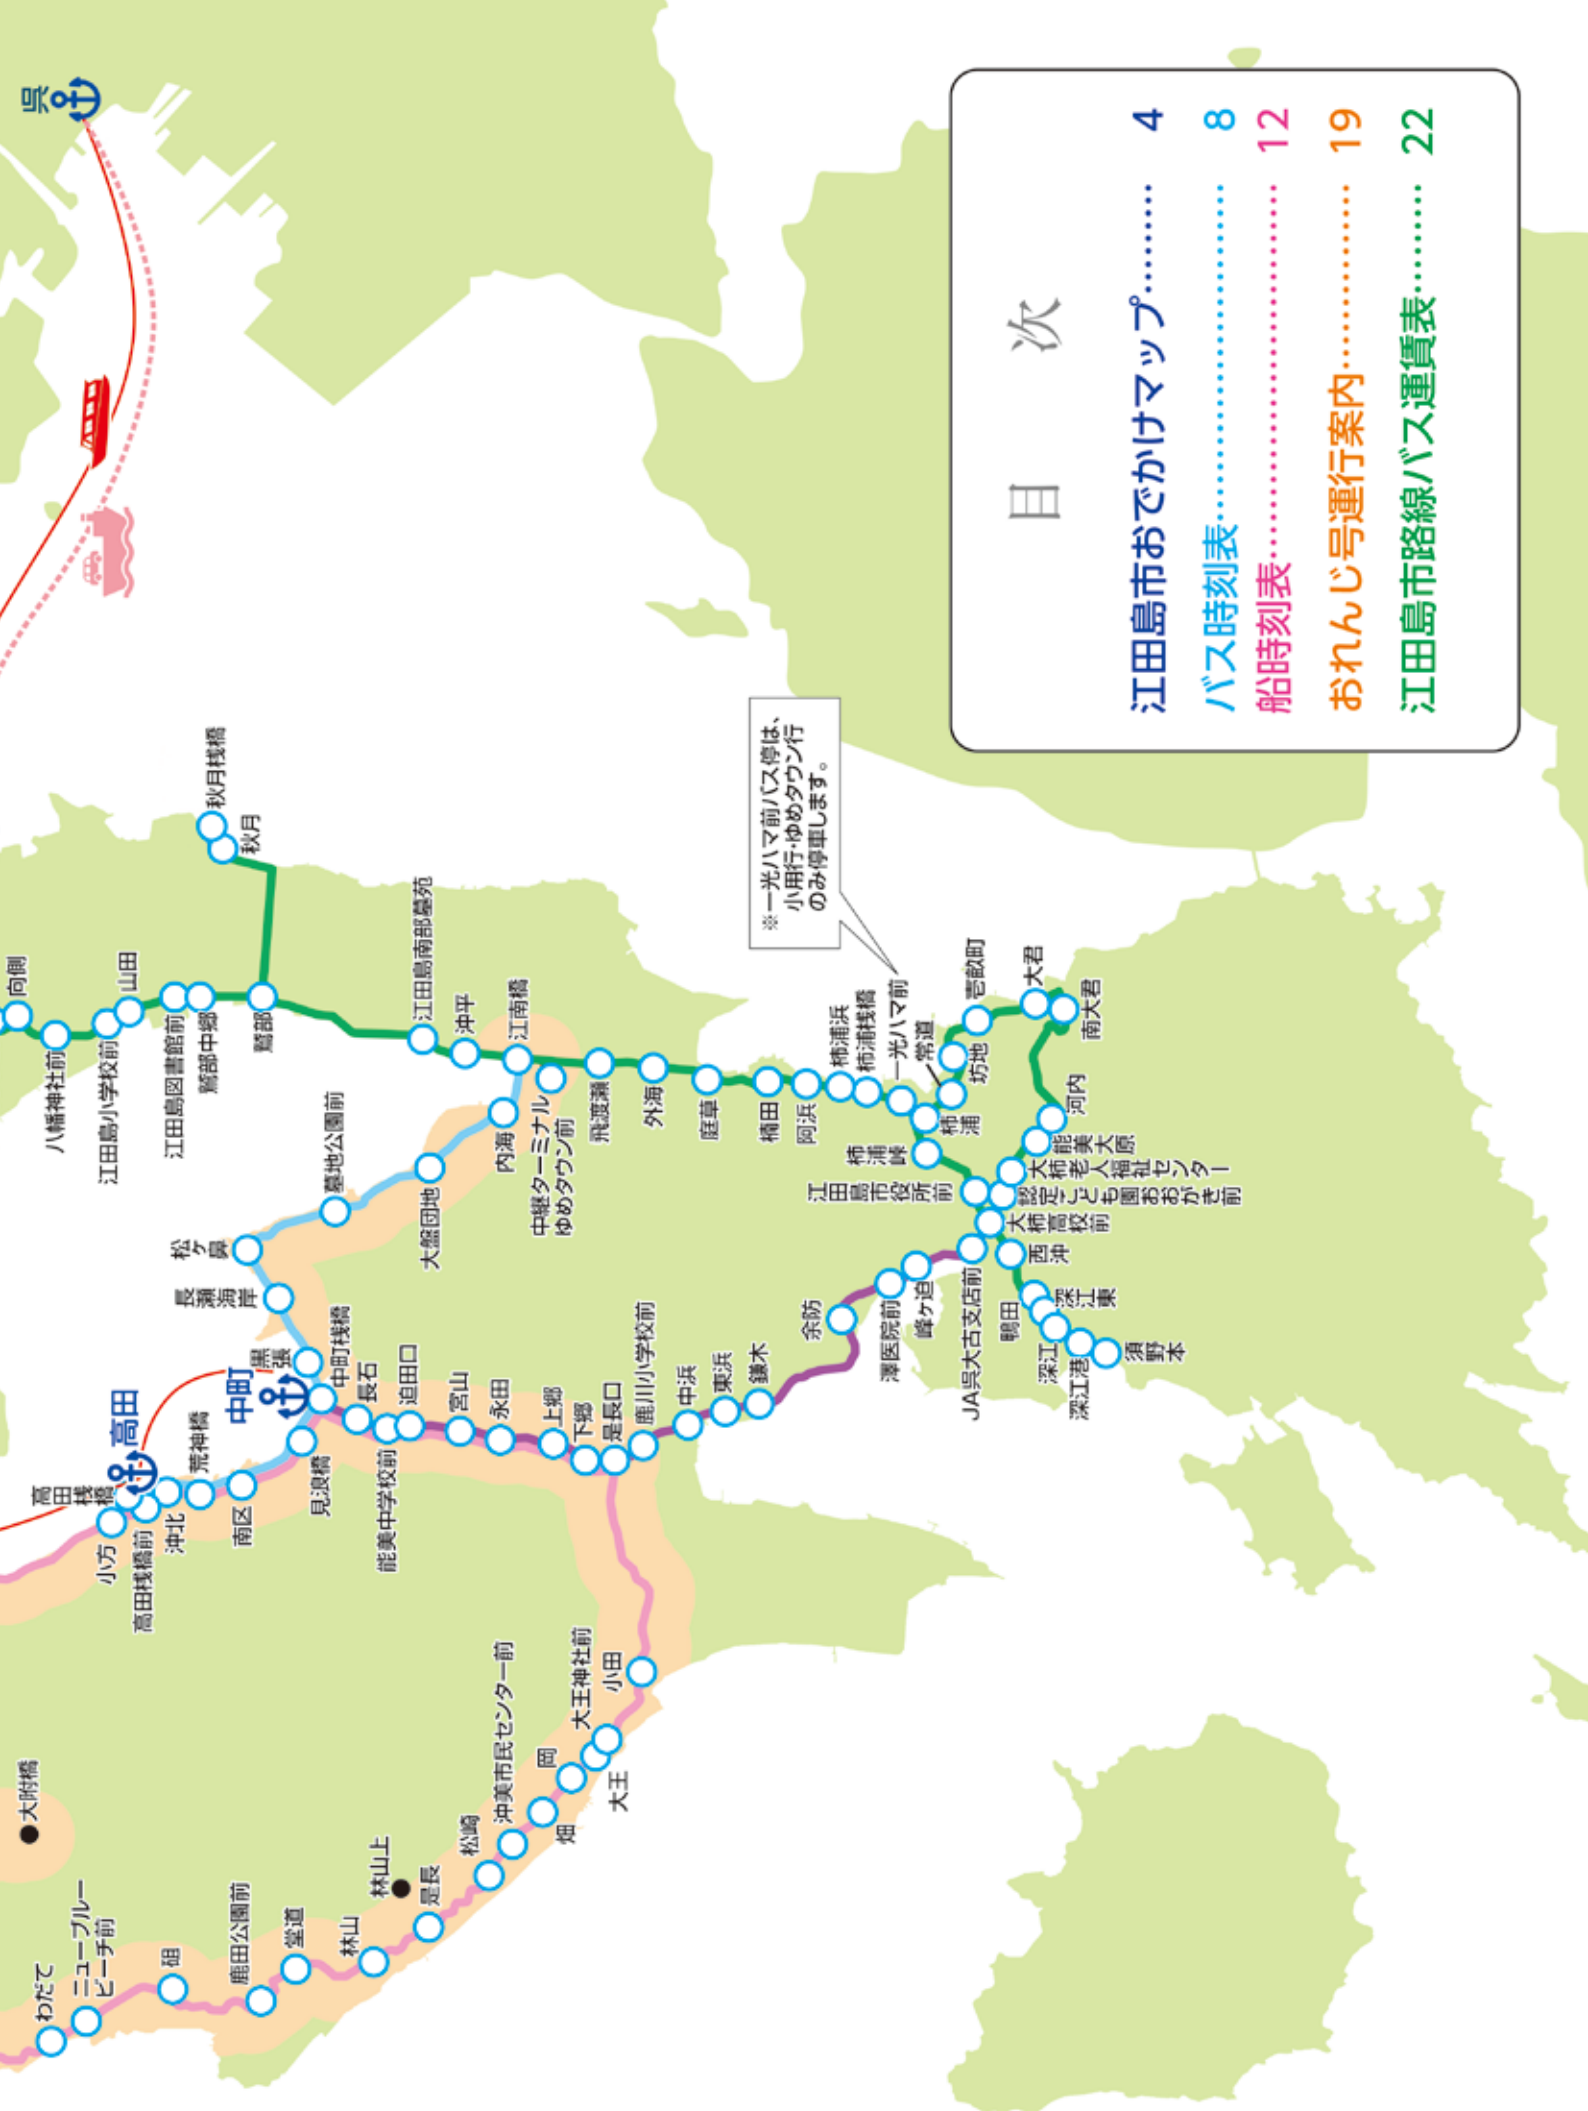 呉
向側
八幡神社前
江田島小学校前
山田
江田島図書館前
鷲部中郷
鷲部
秋月桟橋
秋月
江田島南部墓苑
沖平
江南橋
中継ターミナル
ゆめタウン前
内海
大盤団地
墓地公園前
松ヶ鼻
長瀬海岸
黒張
中町
中町桟橋
高田
高田桟橋
小方
高田桟橋前
沖北
荒神橋
南区
見浪橋
長石
能美中学校前
迫田口
宮山
永田
上郷
下郷
是長口
鹿川小学校前
中浜
東浜
鎌木
余防
澤医院前
峰ヶ迫
JA呉大古支店前
飛渡瀬
外海
庭草
楠田
阿浜
柿浦浜
柿浦桟橋
一光ハマ前
※一光ハマ前バス停は、
小用行・ゆめタウン行
のみ停車します。
常道
柿浦
坊地
壱畝町
大君
南大君
河内
能美大原
大柿老人福祉センター
認定こども園おおがき前
柿浦峠
江田島市役所前
大柿高校前
西沖
鴨田
深江東
深江
深江港
須野本
小田
大王神社前
大王
岡
畑
沖美市民センター前
松崎
是長
林山上
林山
堂道
鹿田公園前
砠
ニューブルー
ビーチ前
わだて
大附橋
目 次
江田島市おでかけマップ‥‥‥‥ 4
バス時刻表‥‥‥‥‥‥‥‥‥‥‥‥ 8
船時刻表‥‥‥‥‥‥‥‥‥‥‥‥‥ 12
おれんじ号運行案内‥‥‥‥‥‥ 19
江田島市路線バス運賃表‥‥‥‥ 22